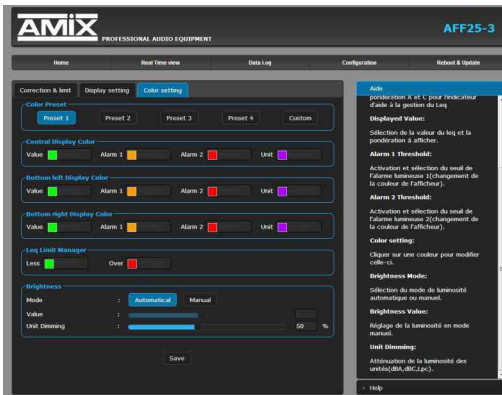 AMIX PROFESSIONAL AUDIO EQUIPMENT
AFF25-3
Home Real Time view Data Log Configuration Reboot & Update
Correction & limit Display setting Color setting
Color Preset
Preset 1 Preset 2 Preset 3 Preset 4 Custom
Central Display Color
Value Alarm 1 Alarm 2 Unit
Bottom left Display Color
Value Alarm 1 Alarm 2 Unit
Bottom right Display Color
Value Alarm 1 Alarm 2 Unit
Leq Limit Manager
Less Over
Brightness
Mode : Automatical Manual
Value :
Unit Dimming : 50 %
Save
Aide
pondération A et C pour l'indicateur
d'aide à la gestion du Leq
Displayed Value:
Sélection de la valeur du leq et la
pondération à afficher.
Alarm 1 Threshold:
Activation et sélection du seuil de
l'alarme lumineuse 1(changement de
la couleur de l'afficheur).
Alarm 2 Threshold:
Activation et sélection du seuil de
l'alarme lumineuse 2(changement de
la couleur de l'afficheur).
Color setting:
Cliquer sur une couleur pour modifier
celle-ci.
Brightness Mode:
Sélection du mode de luminosité
automatique ou manuel.
Brightness Value:
Réglage de la luminosité en mode
manuel.
Unit Dimming:
Atténuation de la luminosité des
unités(dBA,dBC,Lpc).
Help